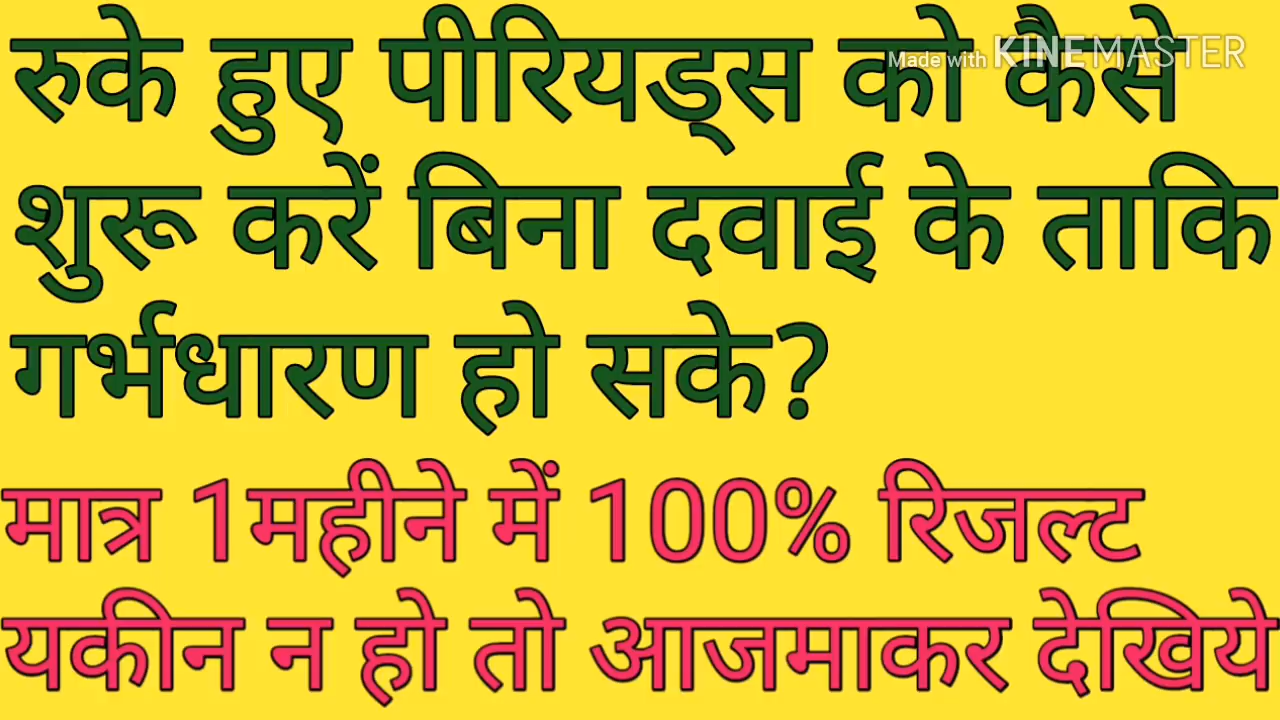 रुके हुए पीरियड्स को कैसे
Made with KINEMASTER
शुरू करें बिना दवाई के ताकि
गर्भधारण हो सके?
मात्र 1महीने में 100% रिजल्ट
यकीन न हो तो आजमाकर देखिये